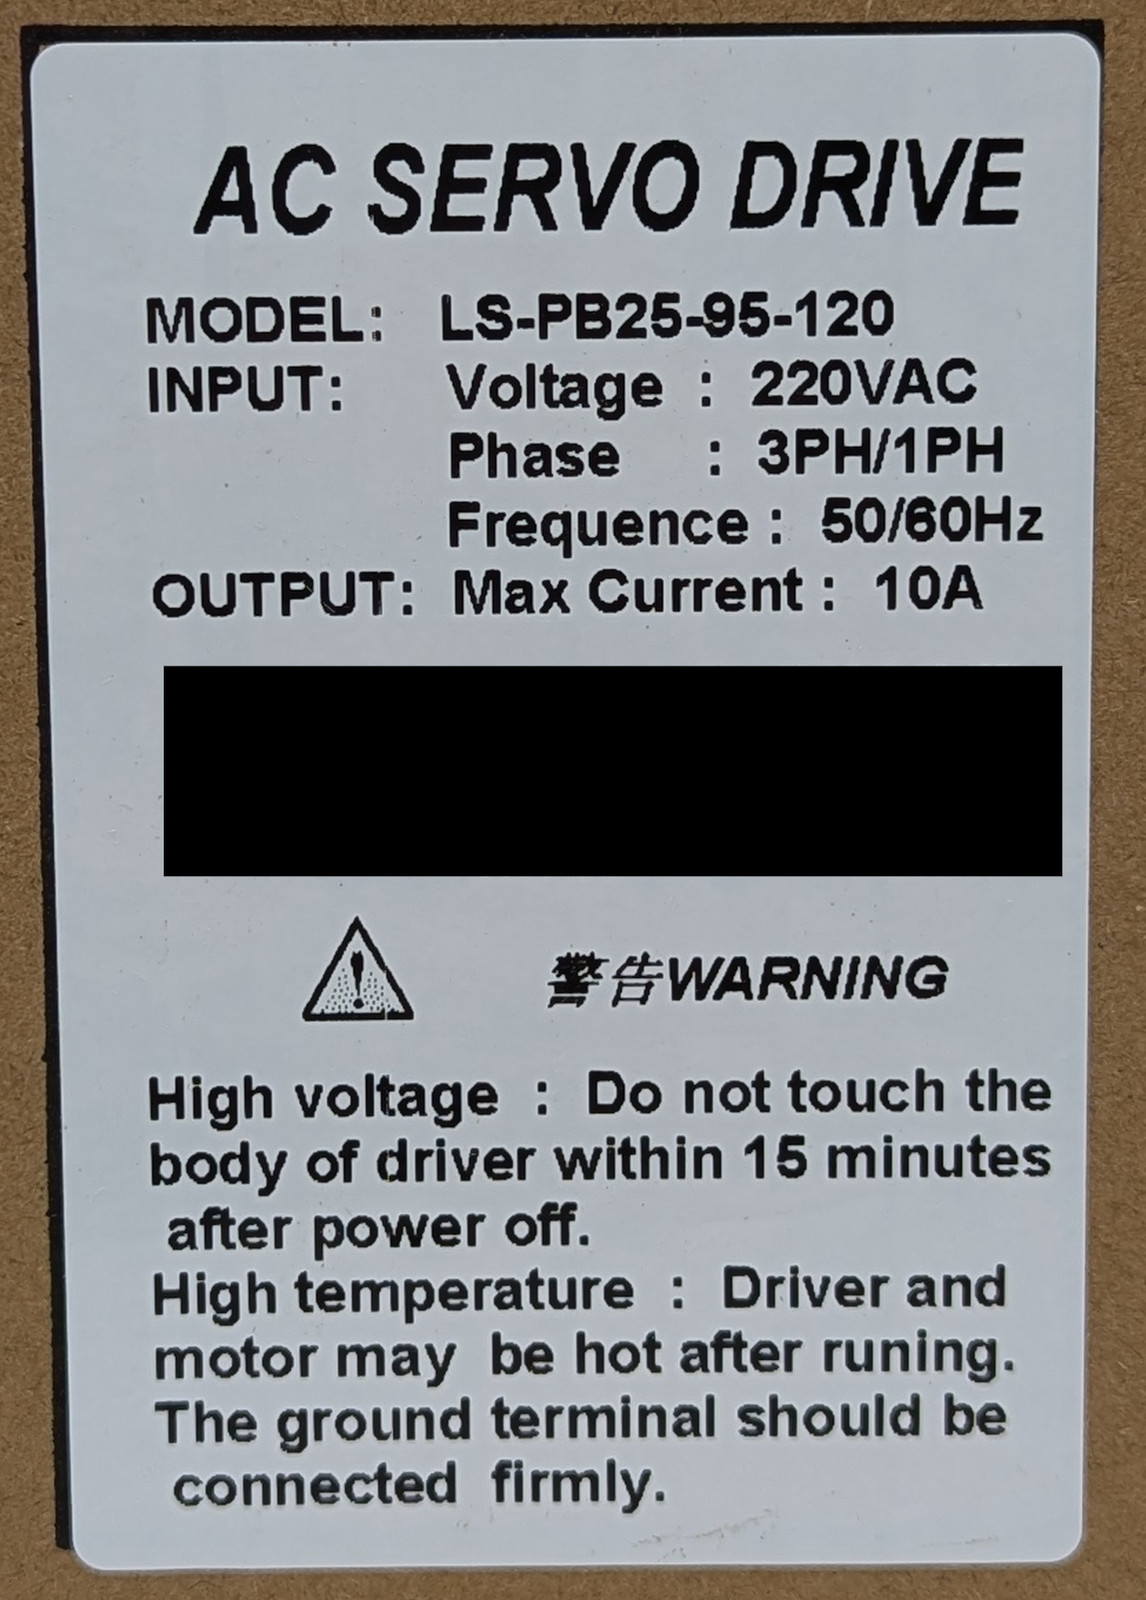 AC SERVO DRIVE
MODEL: LS-PB25-95-120
INPUT: Voltage : 220VAC
Phase : 3PH/1PH
Frequence : 50/60Hz
OUTPUT: Max Current : 10A
警告WARNING
High voltage : Do not touch the
body of driver within 15 minutes
after power off.
High temperature : Driver and
motor may be hot after runing.
The ground terminal should be
connected firmly.